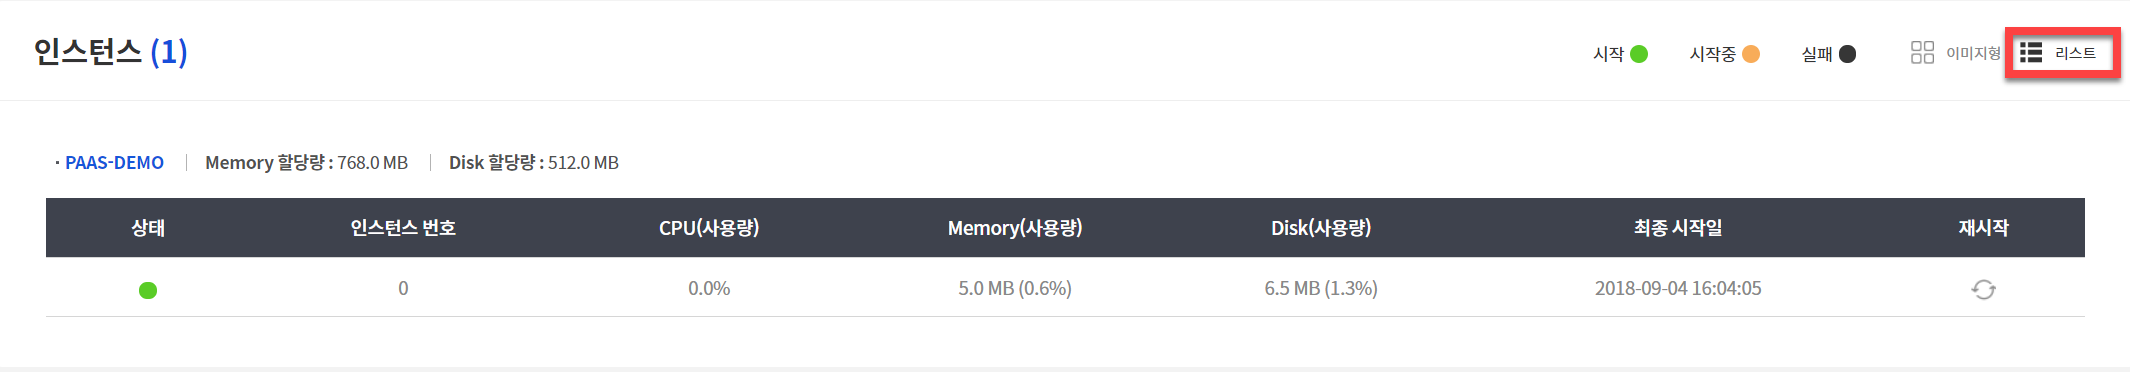 인스턴스 (1)
시작 시작중 실패 이미지형 리스트
· PAAS-DEMO | Memory 할당량 : 768.0 MB | Disk 할당량 : 512.0 MB
상태 인스턴스 번호 CPU(사용량) Memory(사용량) Disk(사용량) 최종 시작일 재시작
0 0.0% 5.0 MB (0.6%) 6.5 MB (1.3%) 2018-09-04 16:04:05